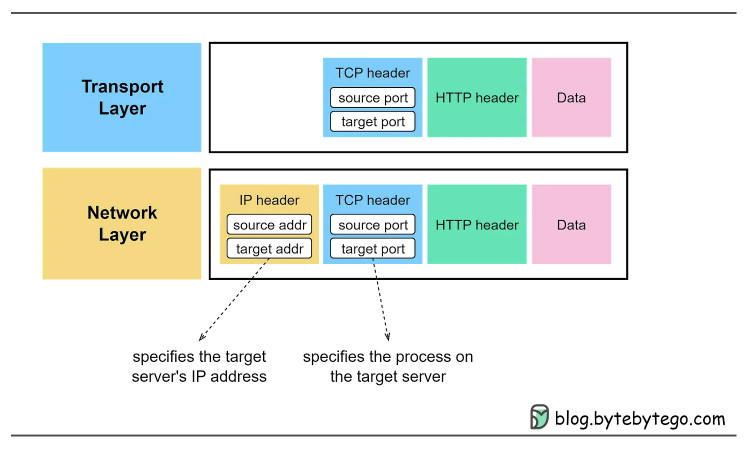 Transport
Layer
TCP header
source port
target port
HTTP header
Data
Network
Layer
IP header
source addr
target addr
TCP header
source port
target port
HTTP header
Data
specifies the target
server's IP address
specifies the process on
the target server
blog.bytebytego.com